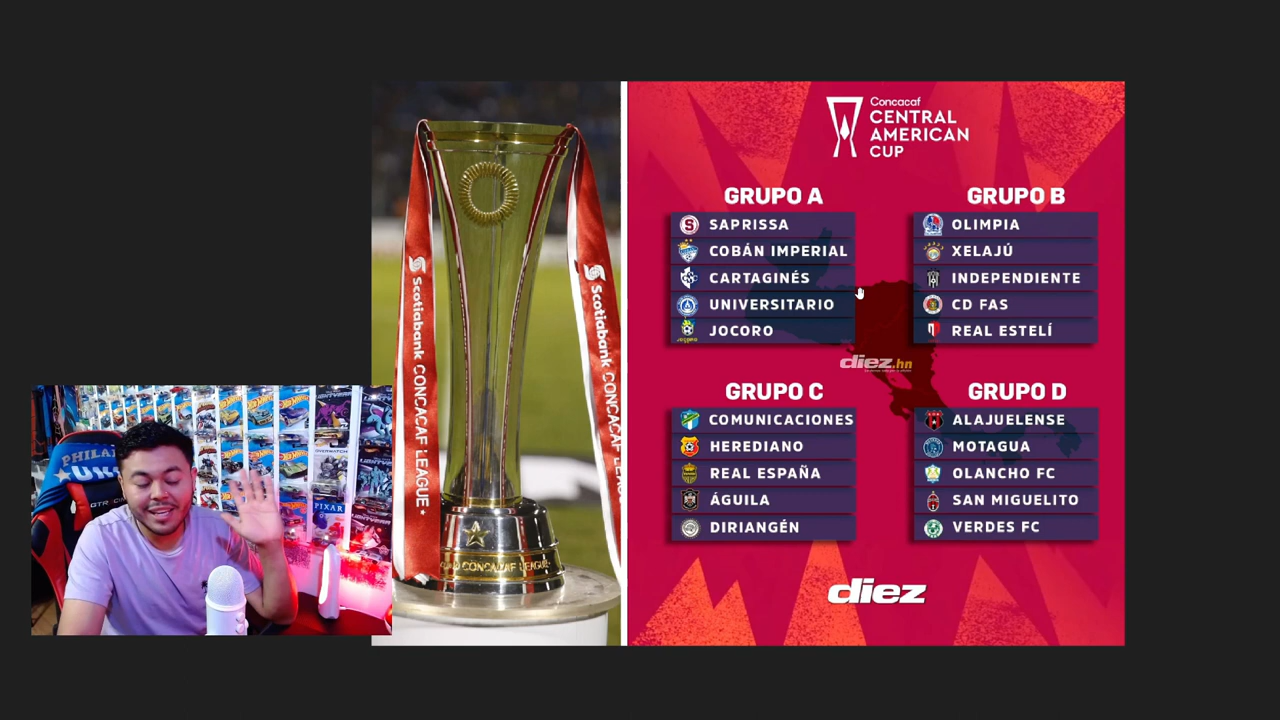 Concacaf
CENTRAL
AMERICAN
CUP
GRUPO A
SAPRISSA
COBÁN IMPERIAL
CARTAGINÉS
UNIVERSITARIO
JOCORO
GRUPO B
OLIMPIA
XELAJÚ
INDEPENDIENTE
CD FAS
REAL ESTELÍ
diez.hn
GRUPO C
COMUNICACIONES
HEREDIANO
REAL ESPAÑA
ÁGUILA
DIRIANGÉN
GRUPO D
ALAJUELENSE
MOTAGUA
OLANCHO FC
SAN MIGUELITO
VERDES FC
diez
Scotiabank CONCACAF LEAGUE
Scotiabank CONCACAF LEAGUE
CONCACAF LEAGUE
PIXAR